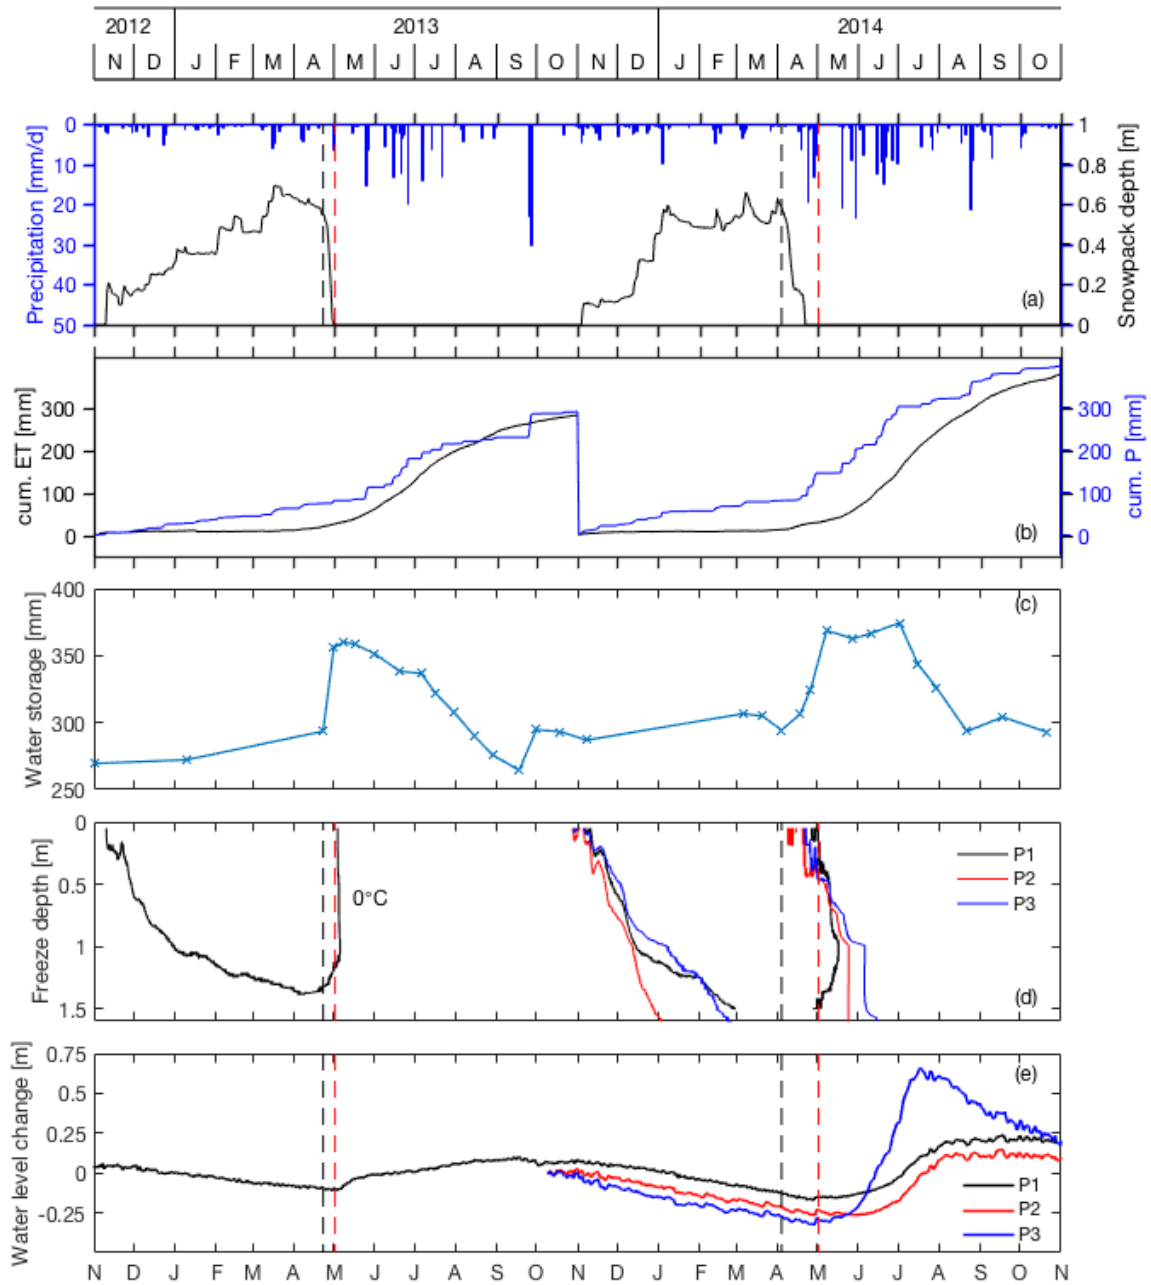 2012 2013 2014
N D J F M A M J J A S O N D J F M A M J J A S O
0 10 20 30 40 50
Precipitation [mm/d]
1 0.8 0.6 0.4 0.2 0
Snowpack depth [m]
(a)
300 200 100 0
cum. ET [mm]
300 200 100 0
cum. P [mm]
(b)
400 350 300 250
Water storage [mm]
(c)
0 0.5 1 1.5
Freeze depth [m]
0°C
P1
P2
P3
(d)
0.75 0.5 0.25 0 -0.25
Water level change [m]
(e)
P1
P2
P3
N D J F M A M J J A S O N D J F M A M J J A S O N